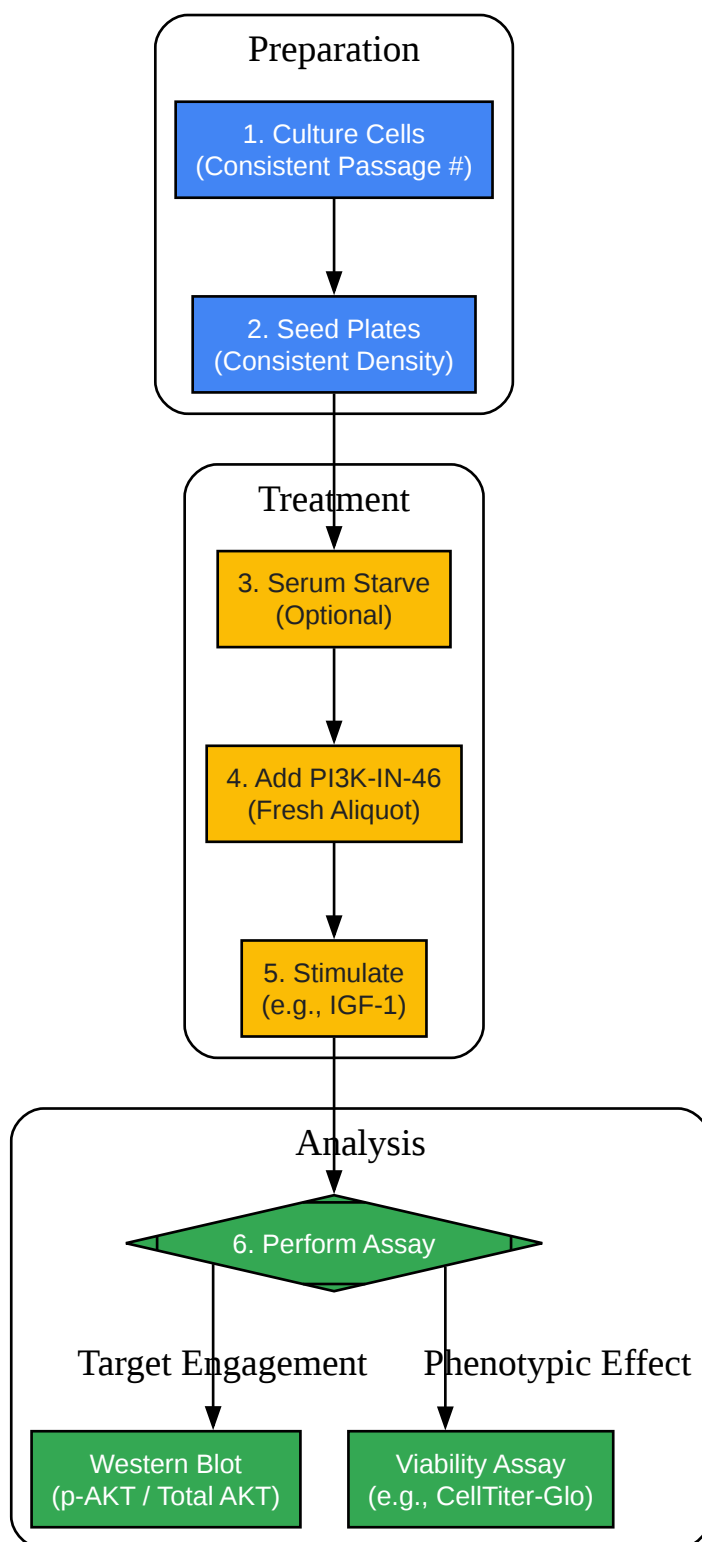 Preparation
1. Culture Cells
(Consistent Passage #)
2. Seed Plates
(Consistent Density)
Treatment
3. Serum Starve
(Optional)
4. Add PI3K-IN-46
(Fresh Aliquot)
5. Stimulate
(e.g., IGF-1)
Analysis
6. Perform Assay
Target Engagement
Phenotypic Effect
Western Blot
(p-AKT / Total AKT)
Viability Assay
(e.g., CellTiter-Glo)